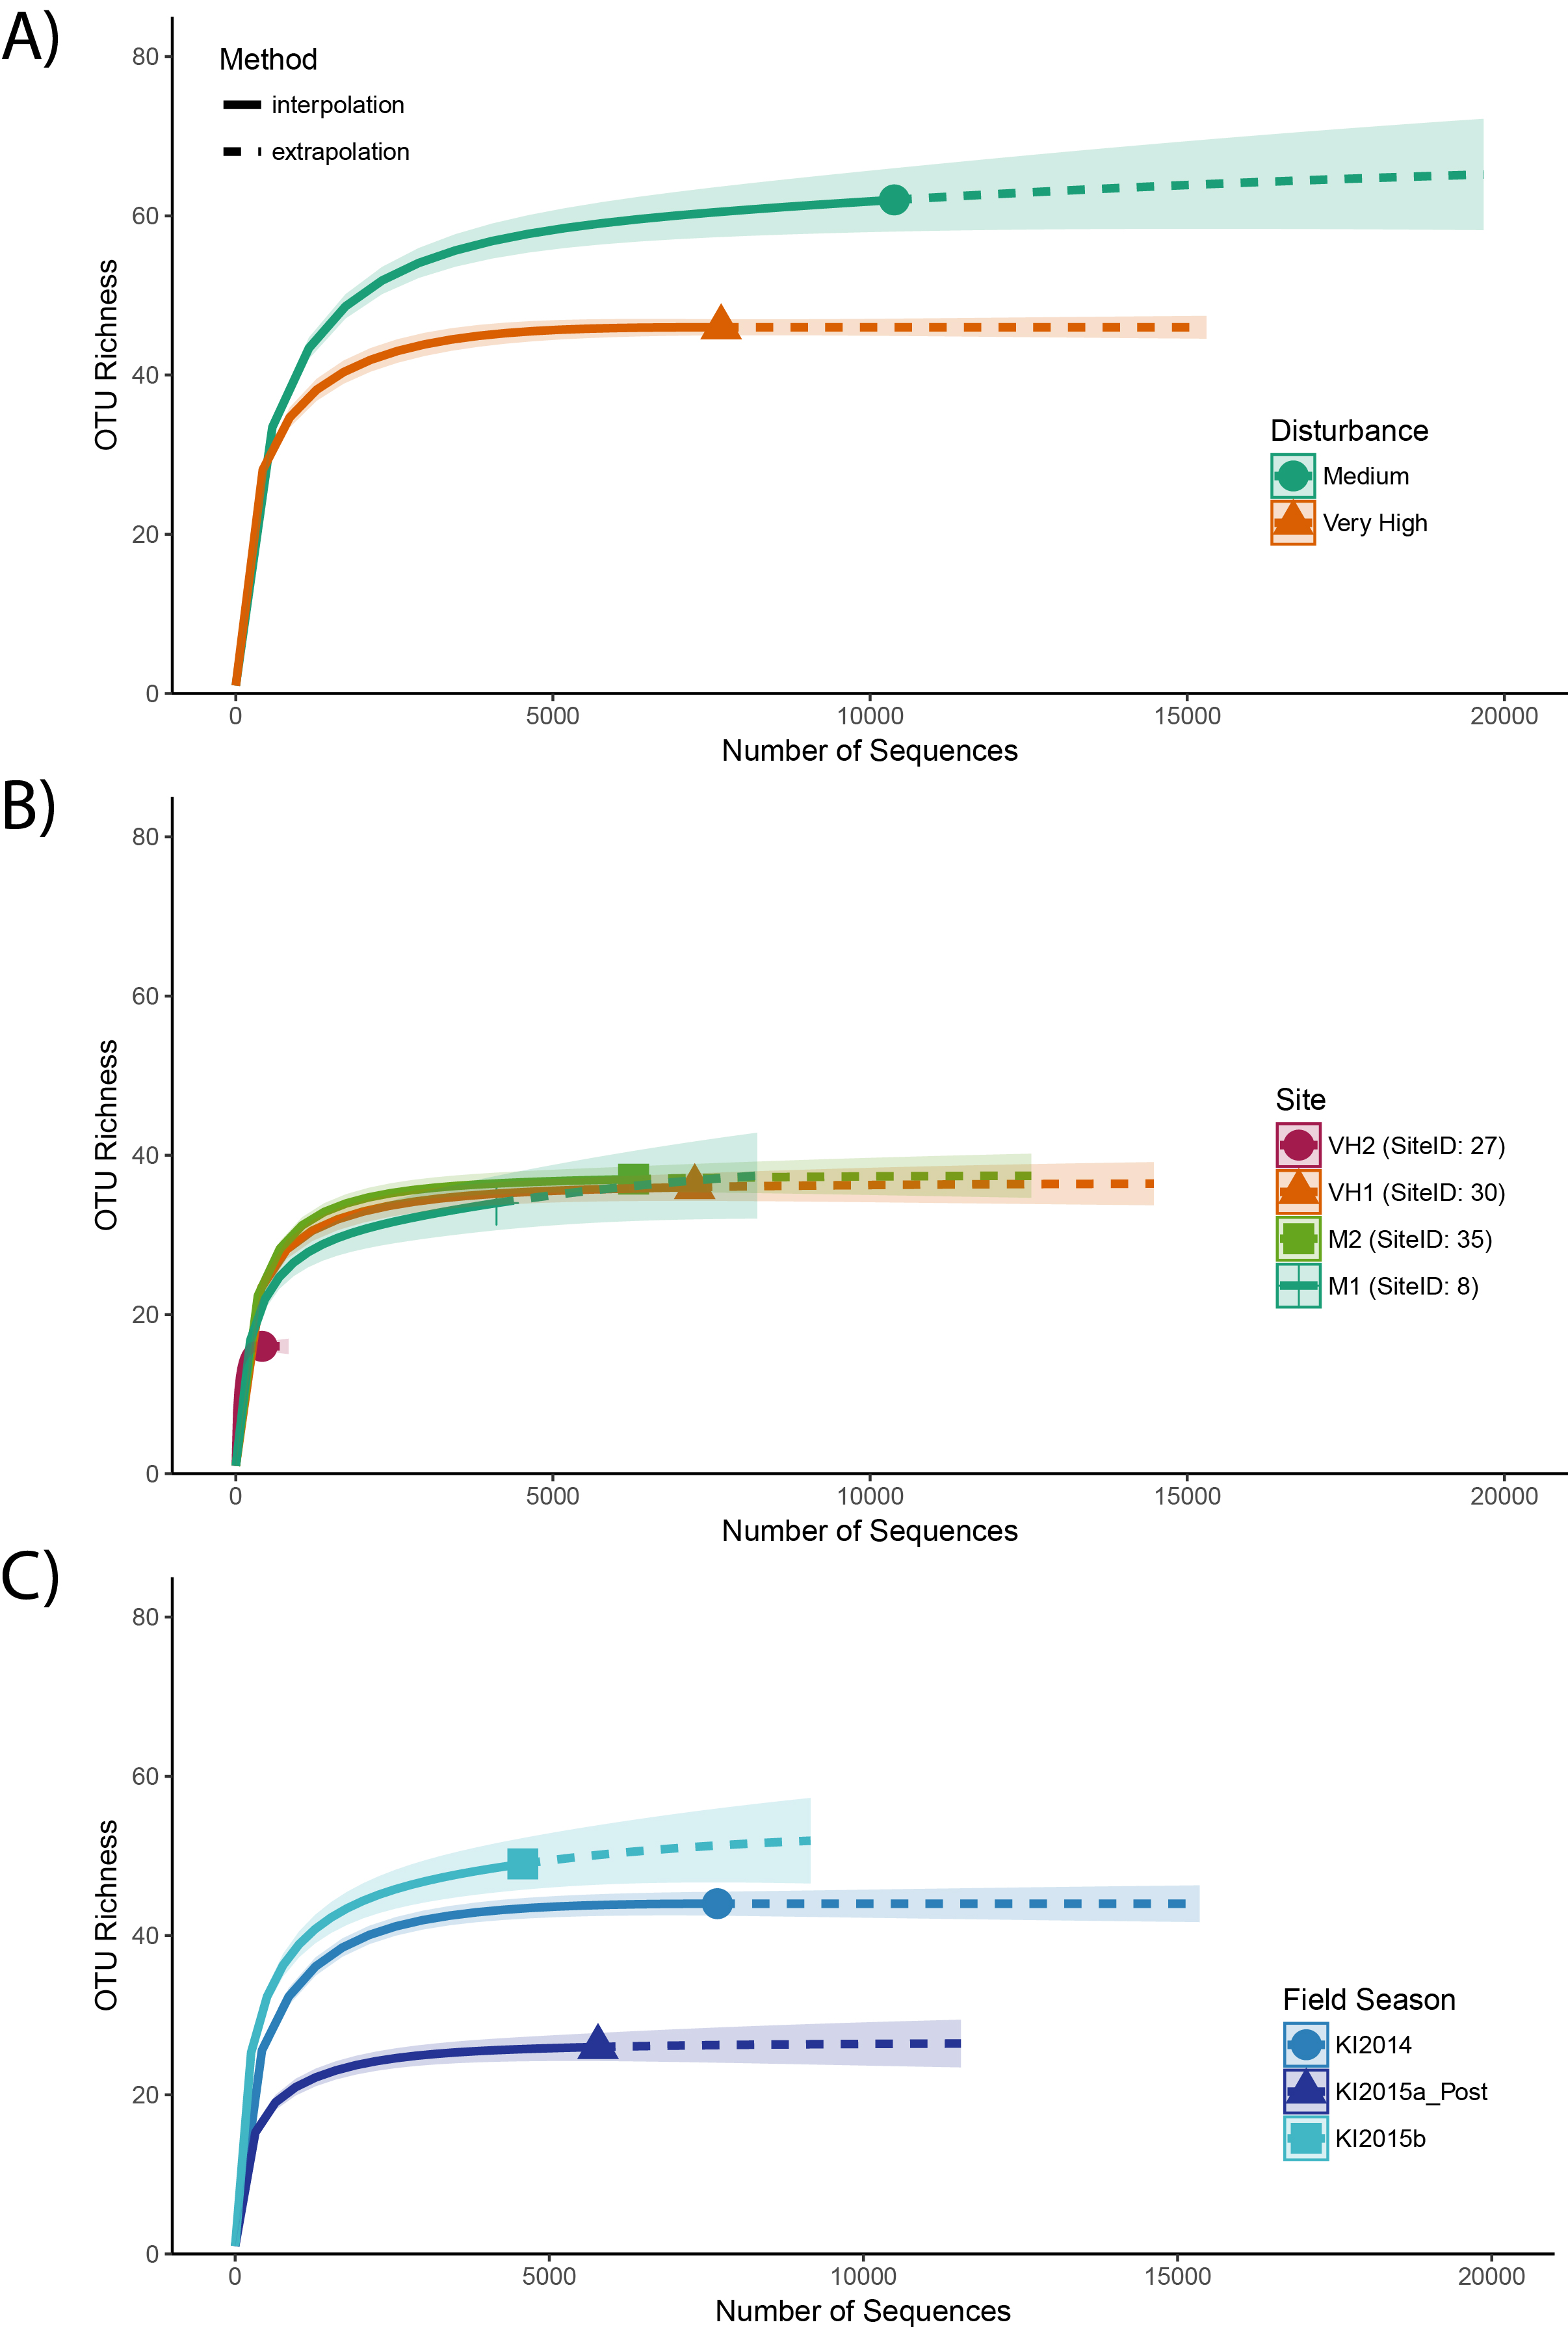 A)
Method
interpolation
extrapolation
80
60
40
20
0
OTU Richness
Disturbance
Medium
Very High
0 5000 10000 15000 20000
Number of Sequences
B)
80
60
40
20
0
OTU Richness
Site
VH2 (SiteID: 27)
VH1 (SiteID: 30)
M2 (SiteID: 35)
M1 (SiteID: 8)
0 5000 10000 15000 20000
Number of Sequences
C)
80
60
40
20
0
OTU Richness
Field Season
KI2014
KI2015a_Post
KI2015b
0 5000 10000 15000 20000
Number of Sequences